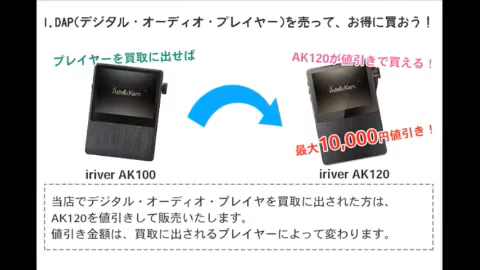 1.DAP(デジタル・オーディオ・プレイヤー)を売って、お得に買おう！
プレイヤーを買取に出せば
AK120が値引きで買える！
Astell&Kern
Astell&Kern
最大10,000円値引き！
iriver AK100
iriver AK120
当店でデジタル・オーディオ・プレイヤを買取に出された方は、
AK120を値引きして販売いたします。
値引き金額は、買取に出されるプレイヤーによって変わります。